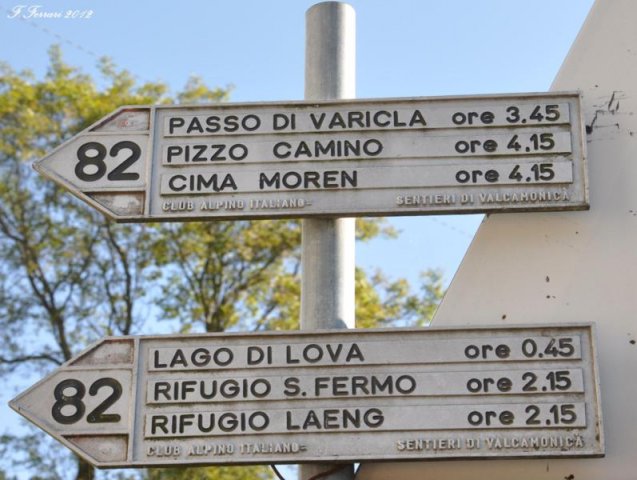 F. Ferrari 2012
82
PASSO DI VARICLA ore 3.45
PIZZO CAMINO ore 4.15
CIMA MOREN ore 4.15
CLUB ALPINO ITALIANO= SENTIERI DI VALCAMONICA
82
LAGO DI LOVA ore 0.45
RIFUGIO S. FERMO ore 2.15
RIFUGIO LAENG ore 2.15
CLUB ALPINO ITALIANO= SENTIERI DI VALCAMONICA